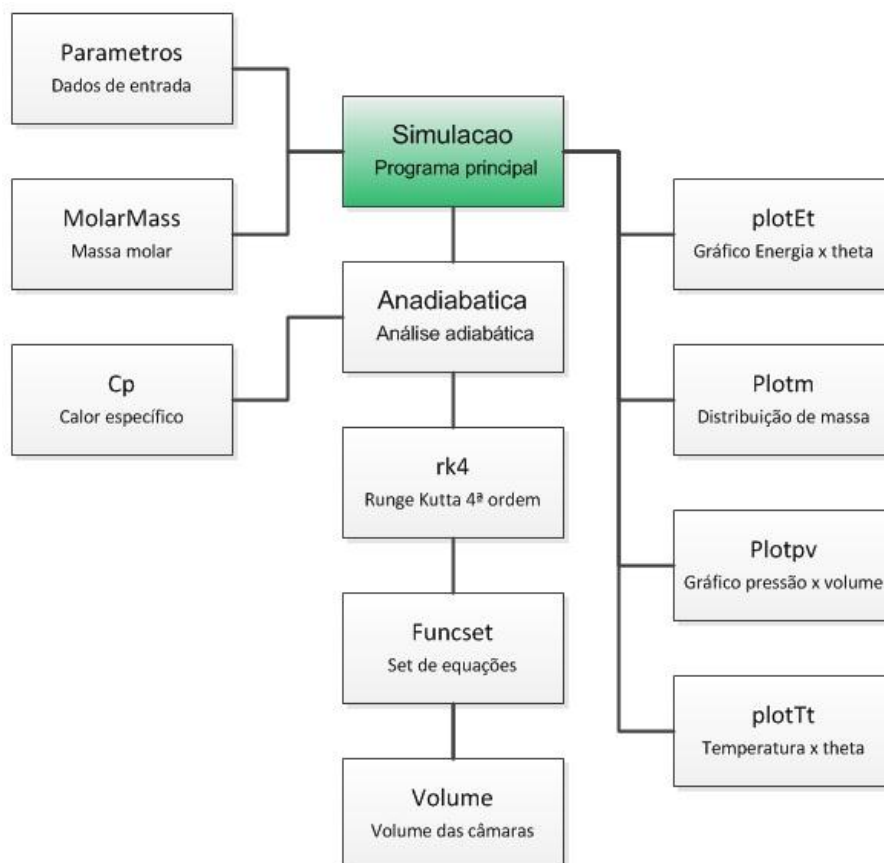 Parametros
Dados de entrada
Simulacao
Programa principal
MolarMass
Massa molar
plotEt
Gráfico Energia x theta
Anadiabatica
Análise adiabática
Cp
Calor específico
Plotm
Distribuição de massa
rk4
Runge Kutta 4ª ordem
Plotpv
Gráfico pressão x volume
Funcset
Set de equações
plotTt
Temperatura x theta
Volume
Volume das câmaras